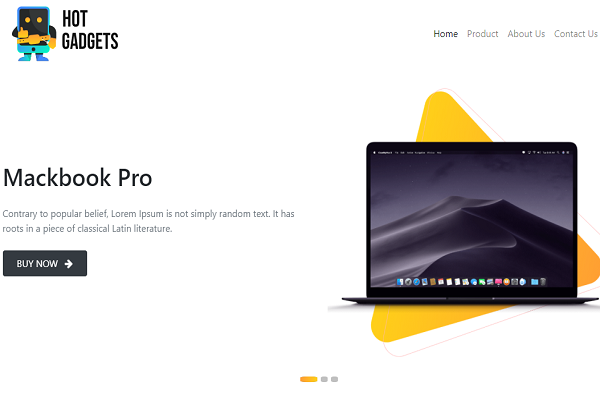 HOT
GADGETS
Home Product About Us Contact Us
Mackbook Pro
Contrary to popular belief, Lorem Ipsum is not simply random text. It has
roots in a piece of classical Latin literature.
BUY NOW